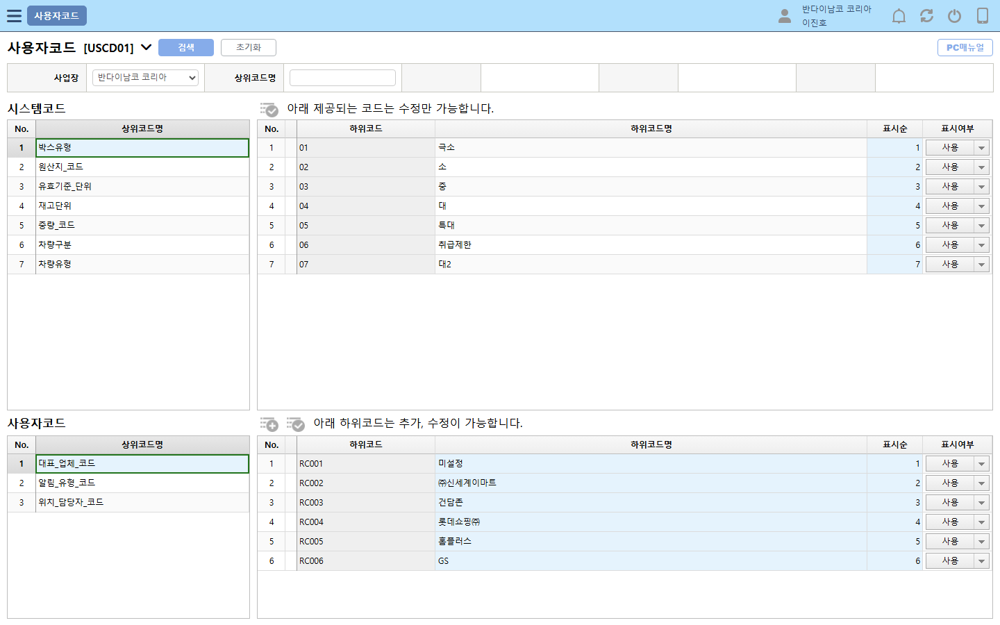 사용자코드
반다이남코 코리아
이진호
사용자코드 [USCD01] 검색 초기화 PC매뉴얼
사업장 반다이남코 코리아 상위코드명
시스템코드
No. 상위코드명
1 박스유형
2 원산지_코드
3 유효기준_단위
4 재고단위
5 중량_코드
6 차량구분
7 차량유형
아래 제공되는 코드는 수정만 가능합니다.
No. 하위코드 하위코드명 표시순 표시여부
1 01 극소 1 사용
2 02 소 2 사용
3 03 중 3 사용
4 04 대 4 사용
5 05 특대 5 사용
6 06 취급제한 6 사용
7 07 대2 7 사용
사용자코드
No. 상위코드명
1 대표_업체_코드
2 알림_유형_코드
3 위치_담당자_코드
아래 하위코드는 추가, 수정이 가능합니다.
No. 하위코드 하위코드명 표시순 표시여부
1 RC001 미설정 1 사용
2 RC002 ㈜신세계이마트 2 사용
3 RC003 건담존 3 사용
4 RC004 롯데쇼핑㈜ 4 사용
5 RC005 홈플러스 5 사용
6 RC006 GS 6 사용